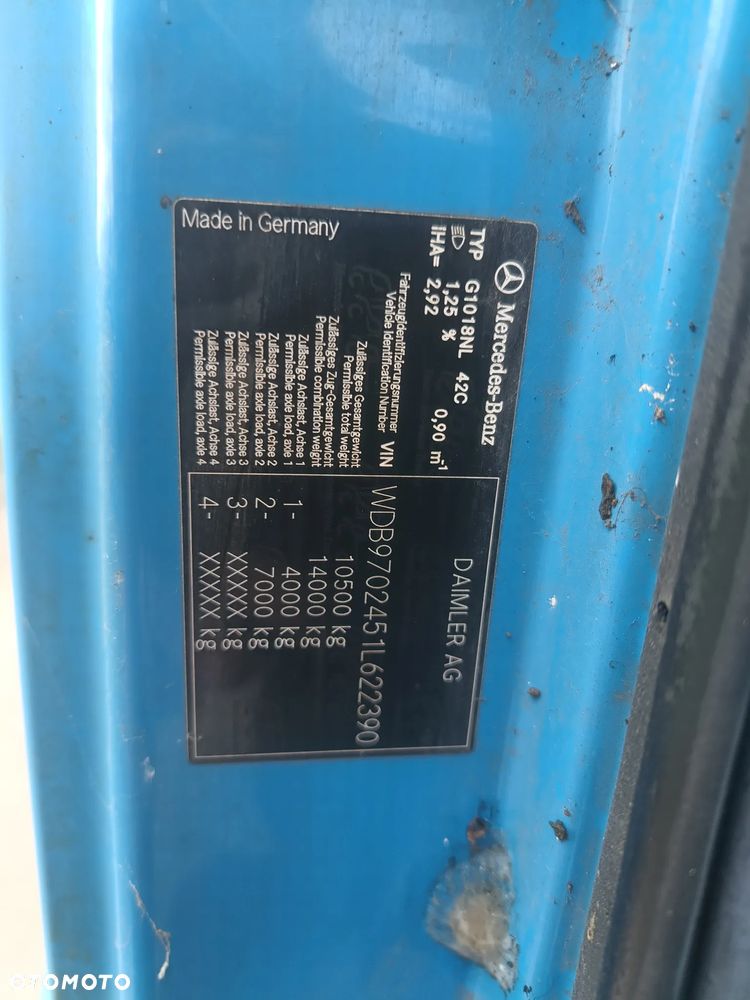 Mercedes-Benz
TYP G1018NL 42C
1,25 % 0,90 m-1
IHA= 2,92
DAIMLER AG
Fahrzeugidentifizierungsnummer
Vehicle Identification Number VIN WDB9702451L622390
Zulässiges Gesamtgewicht
Permissible total weight 10500 kg
Zulässiges Zug-Gesamtgewicht
Permissible combination weight 14000 kg
Zulässige Achslast, Achse 1
Permissible axle load, axle 1 1- 4000 kg
Zulässige Achslast, Achse 2
Permissible axle load, axle 2 2- 7000 kg
Zulässige Achslast, Achse 3
Permissible axle load, axle 3 3- XXXXX kg
Zulässige Achslast, Achse 4
Permissible axle load, axle 4 4- XXXXX kg
Made in Germany
OTOMOTO